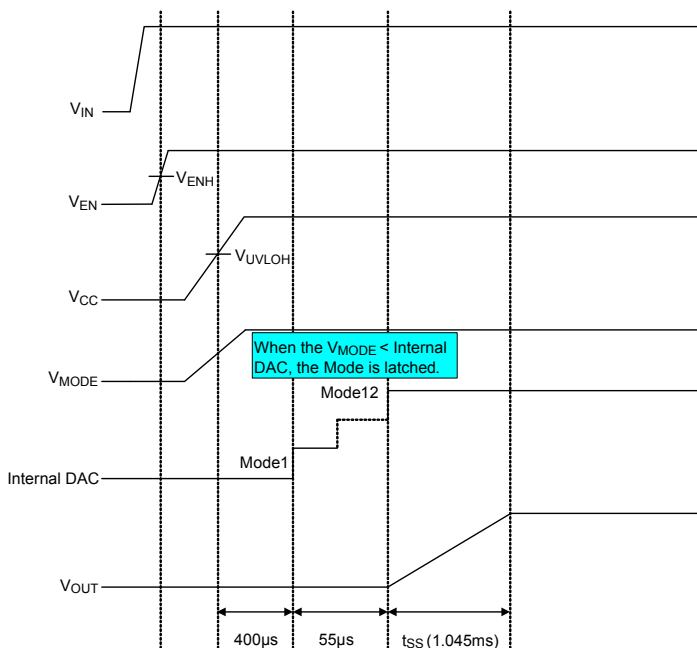 VIN
VENH
VEN
VUVLOH
VCC
When the VMODE < Internal
DAC, the Mode is latched.
VMODE
Mode12
Mode1
Internal DAC
VOUT
400µs
55µs
tSS (1.045ms)